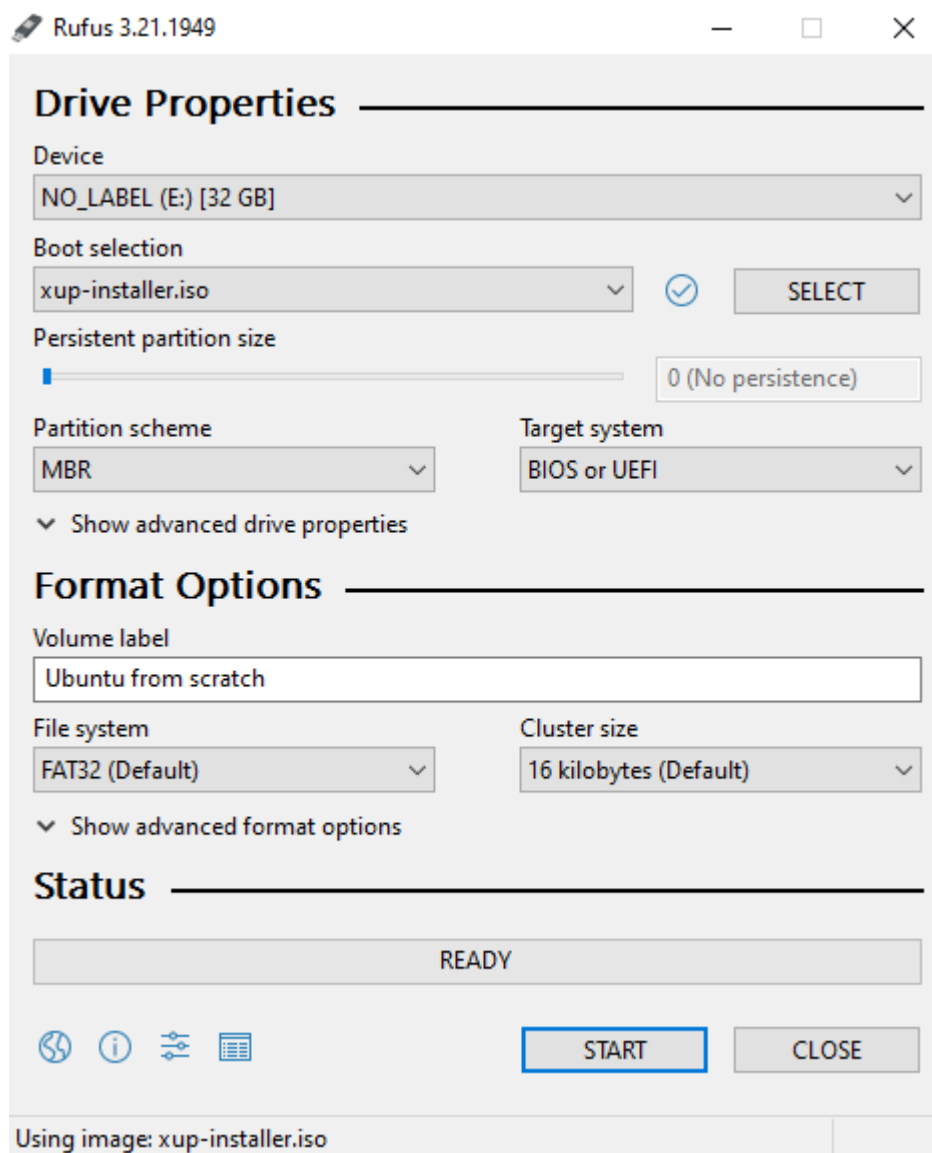 Rufus 3.21.1949
Drive Properties
Device
NO_LABEL (E:) [32 GB]
Boot selection
xup-installer.iso
SELECT
Persistent partition size
0 (No persistence)
Partition scheme
Target system
MBR
BIOS or UEFI
Show advanced drive properties
Format Options
Volume label
Ubuntu from scratch
File system
Cluster size
FAT32 (Default)
16 kilobytes (Default)
Show advanced format options
Status
READY
START
CLOSE
Using image: xup-installer.iso